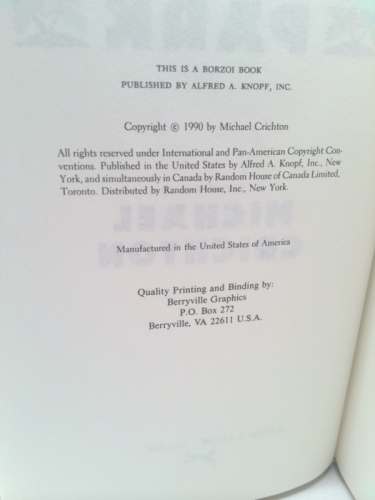 THIS IS A BORZOI BOOK
PUBLISHED BY ALFRED A. KNOPF, INC.
Copyright © 1990 by Michael Crichton
All rights reserved under International and Pan-American Copyright Con-
ventions. Published in the United States by Alfred A. Knopf, Inc., New
York, and simultaneously in Canada by Random House of Canada Limited,
Toronto. Distributed by Random House, Inc., New York.
Manufactured in the United States of America
Quality Printing and Binding by:
Berryville Graphics
P.O. Box 272
Berryville, VA 22611 U.S.A.